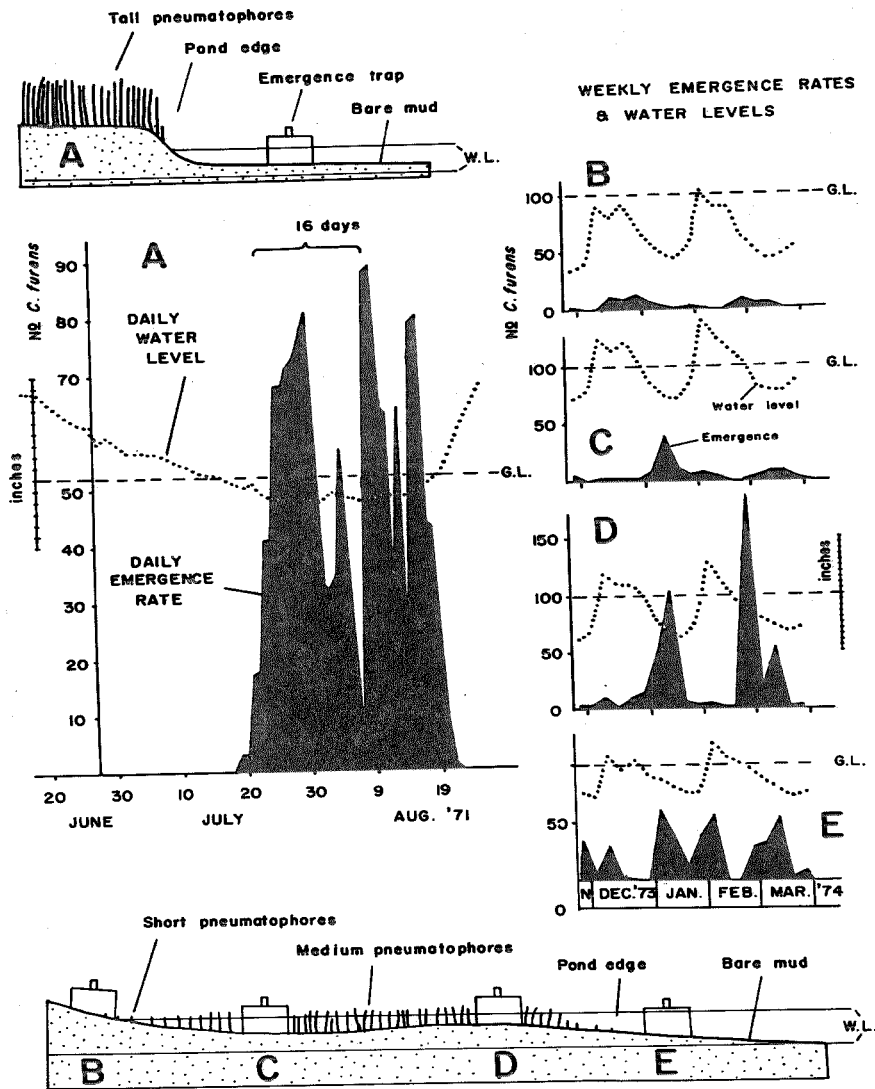 Tall pneumatophores
Pond edge
Emergence trap
Bare mud
A
W.L.
WEEKLY EMERGENCE RATES
& WATER LEVELS
A
16 days
No C. furans
90
80
70
50
40
30
20
10
inches
DAILY
WATER
LEVEL
G.L.
DAILY
EMERGENCE
RATE
20 30 10 20 30 9 19
JUNE JULY AUG. '71
No C. furans
B
100
50
0
G.L.
100
50
0
G.L.
Water level
Emergence
C
D
150
100
50
0
inches
G.L.
E
50
0
N DEC.'73 JAN. FEB. MAR. '74
Short pneumatophores
Medium pneumatophores
Pond edge
Bare mud
W.L.
B C D E